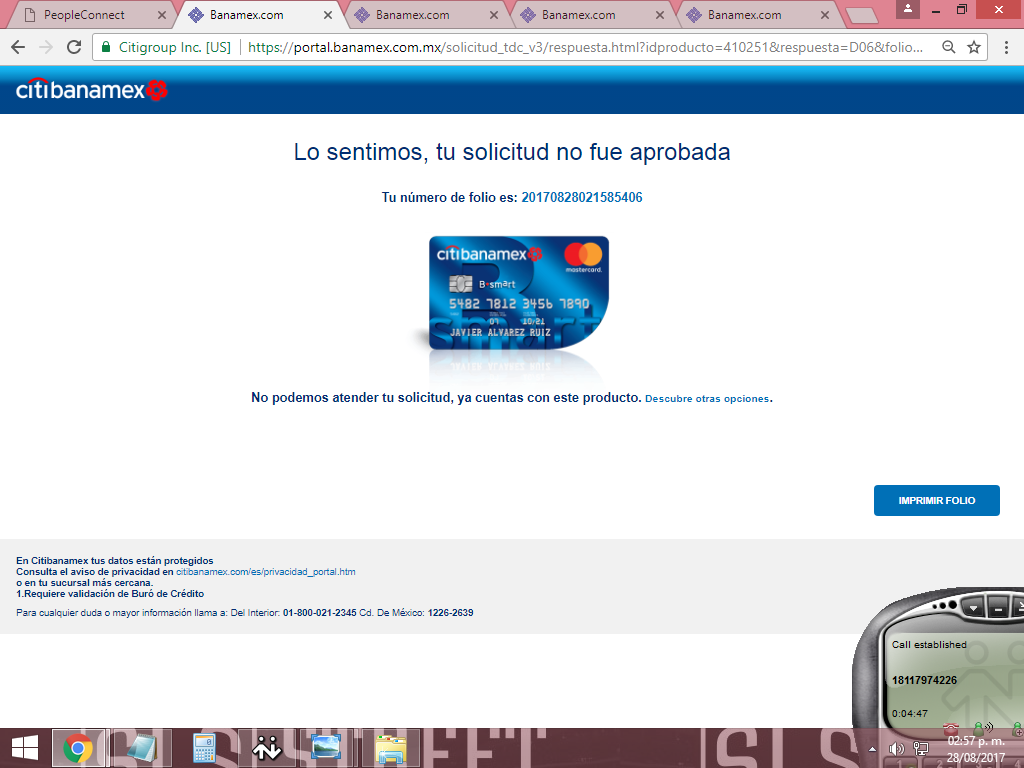 PeopleConnect
Banamex.com
Banamex.com
Banamex.com
Banamex.com
Citigroup Inc. [US]
https://portal.banamex.com.mx/solicitud_tdc_v3/respuesta.html?idproducto=410251&respuesta=D06&folio...
citibanamex
Lo sentimos, tu solicitud no fue aprobada
Tu número de folio es: 20170828021585406
citibanamex
mastercard.
B•smart
5482 7812 3456 7890
07 10/21
JAVIER ALVAREZ RUIZ
No podemos atender tu solicitud, ya cuentas con este producto. Descubre otras opciones.
IMPRIMIR FOLIO
En Citibanamex tus datos están protegidos
Consulta el aviso de privacidad en citibanamex.com/es/privacidad_portal.htm
o en tu sucursal más cercana.
1.Requiere validación de Buró de Crédito
Para cualquier duda o mayor información llama a: Del Interior: 01-800-021-2345 Cd. De México: 1226-2639
Call established
18117974226
0:04:47
02:57 p. m.
28/08/2017